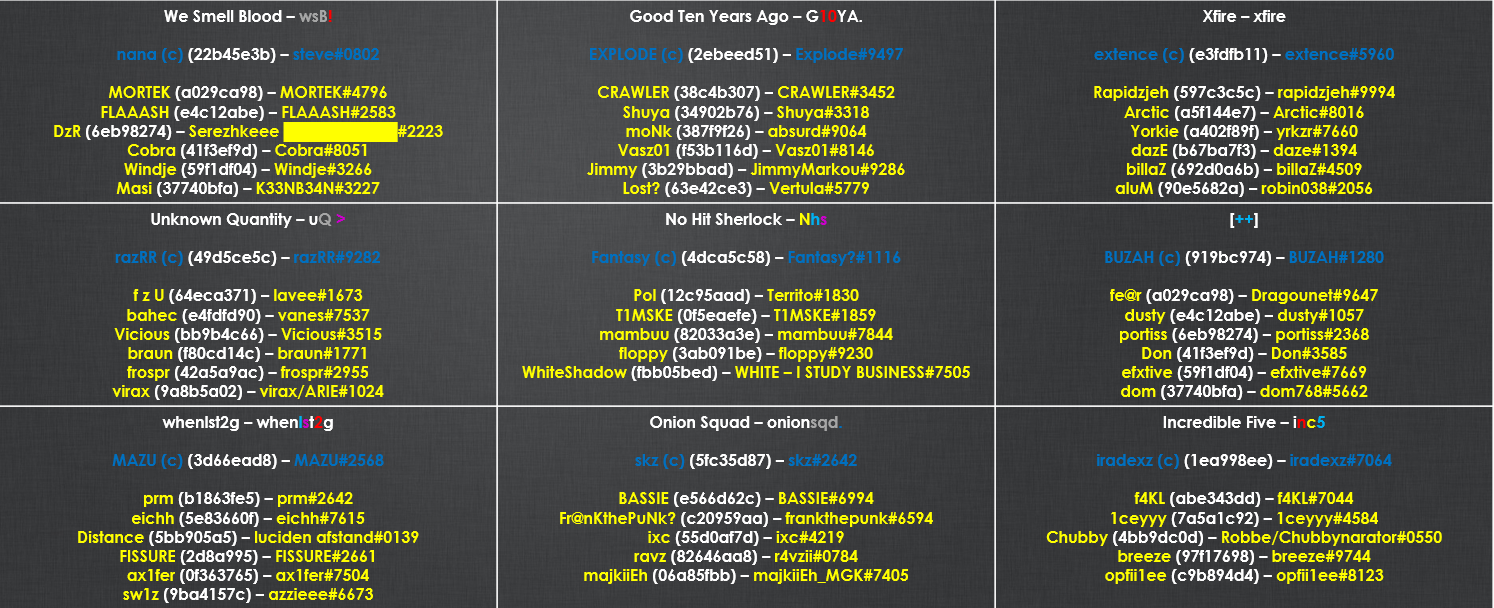 We Smell Blood – wsB!
nana (c) (22b45e3b) – steve#0802
MORTEK (a029ca98) – MORTEK#4796
FLAAASH (e4c12abe) – FLAAASH#2583
DzR (6eb98274) – Serezhkeee #2223
Cobra (41f3ef9d) – Cobra#8051
Windje (59f1df04) – Windje#3266
Masi (37740bfa) – K33NB34N#3227
Good Ten Years Ago – G10YA.
EXPLODE (c) (2ebeed51) – Explode#9497
CRAWLER (38c4b307) – CRAWLER#3452
Shuya (34902b76) – Shuya#3318
moNk (387f9f26) – absurd#9064
Vasz01 (f53b116d) – Vasz01#8146
Jimmy (3b29bbad) – JimmyMarkou#9286
Lost? (63e42ce3) – Vertula#5779
Xfire – xfire
extence (c) (e3fdfb11) – extence#5960
Rapidzjeh (597c3c5c) – rapidzjeh#9994
Arctic (a5f144e7) – Arctic#8016
Yorkie (a402f89f) – yrkzr#7660
dazE (b67ba7f3) – daze#1394
billaZ (692d0a6b) – billaZ#4509
aluM (90e5682a) – robin038#2056
Unknown Quantity – uQ >
razRR (c) (49d5ce5c) – razRR#9282
f z U (64eca371) – lavee#1673
bahec (e4fdfd90) – vanes#7537
Vicious (bb9b4c66) – Vicious#3515
braun (f80cd14c) – braun#1771
frospr (42a5a9ac) – frospr#2955
virax (9a8b5a02) – virax/ARIE#1024
No Hit Sherlock – Nhs
Fantasy (c) (4dca5c58) – Fantasy?#1116
Pol (12c95aad) – Territo#1830
T1MSKE (0f5eaefe) – T1MSKE#1859
mambuu (82033a3e) – mambuu#7844
floppy (3ab091be) – floppy#9230
WhiteShadow (fbb05bed) – WHITE – I STUDY BUSINESS#7505
[++]
BUZAH (c) (919bc974) – BUZAH#1280
fe@r (a029ca98) – Dragounet#9647
dusty (e4c12abe) – dusty#1057
portiss (6eb98274) – portiss#2368
Don (41f3ef9d) – Don#3585
efxtive (59f1df04) – efxtive#7669
dom (37740bfa) – dom768#5662
whenIst2g – whenIst2g
MAZU (c) (3d66ead8) – MAZU#2568
prm (b1863fe5) – prm#2642
eichh (5e83660f) – eichh#7615
Distance (5bb905a5) – luciden afstand#0139
FISSURE (2d8a995) – FISSURE#2661
ax1fer (0f363765) – ax1fer#7504
sw1z (9ba4157c) – azzieee#6673
Onion Squad – onionsqd.
skz (c) (5fc35d87) – skz#2642
BASSIE (e566d62c) – BASSIE#6994
Fr@nKthePuNk? (c20959aa) – frankthepunk#6594
ixc (55d0af7d) – ixc#4219
ravz (82646aa8) – r4vzii#0784
majkiiEh (06a85fbb) – majkiiEh_MGK#7405
Incredible Five – inc5
iradexz (c) (1ea998ee) – iradexz#7064
f4KL (abe343dd) – f4KL#7044
1ceyyy (7a5a1c92) – 1ceyyy#4584
Chubby (4bb9dc0d) – Robbe/Chubbynarator#0550
breeze (97f17698) – breeze#9744
opfii1ee (c9b894d4) – opfii1ee#8123